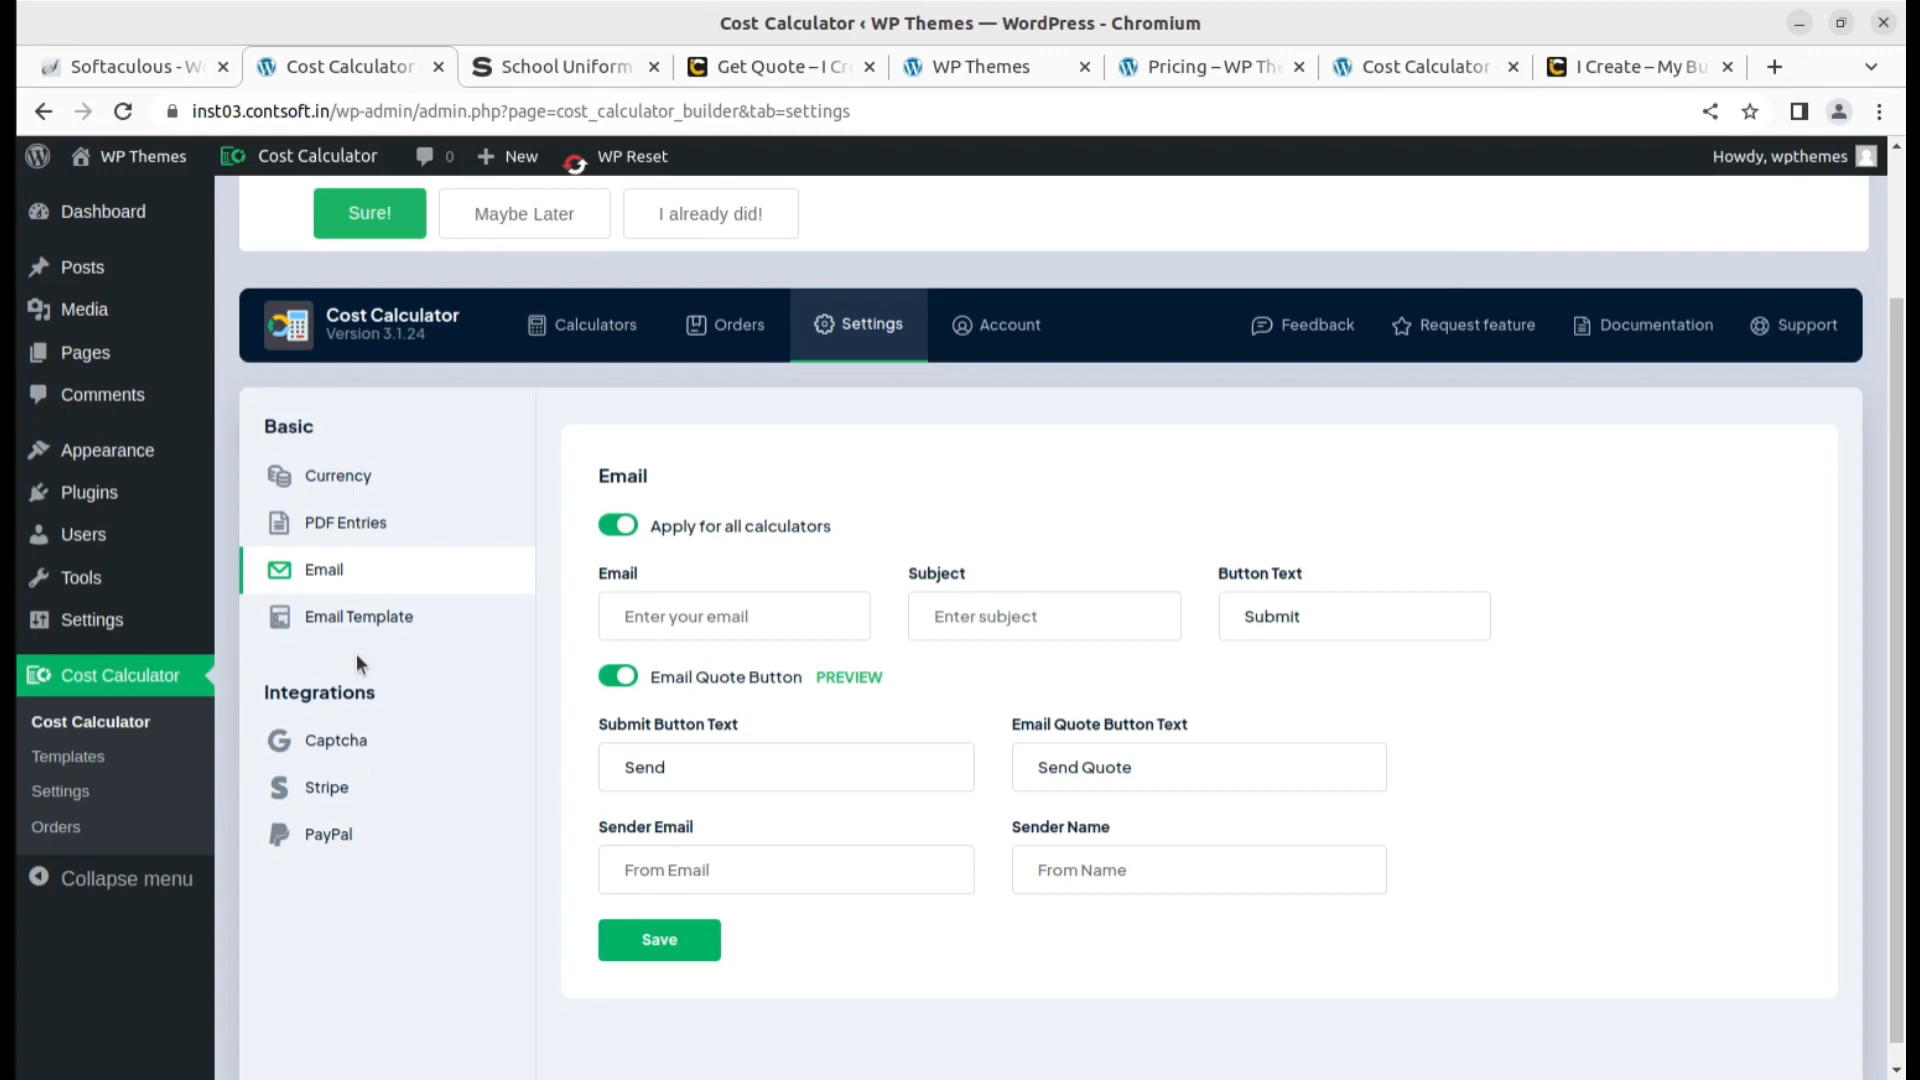 Cost Calculator ‹ WP Themes — WordPress - Chromium
Softaculous - W
Cost Calculator
School Uniform
Get Quote – I Cr
WP Themes
Pricing – WP The
Cost Calculator
I Create – My Bu
inst03.contsoft.in/wp-admin/admin.php?page=cost_calculator_builder&tab=settings
WP Themes
Cost Calculator
0
New
WP Reset
Howdy, wpthemes
Dashboard
Posts
Media
Pages
Comments
Appearance
Plugins
Users
Tools
Settings
Cost Calculator
Cost Calculator
Templates
Settings
Orders
Collapse menu
Sure!
Maybe Later
I already did!
Cost Calculator
Version 3.1.24
Calculators
Orders
Settings
Account
Feedback
Request feature
Documentation
Support
Basic
Currency
PDF Entries
Email
Email Template
Integrations
Captcha
Stripe
PayPal
Email
Apply for all calculators
Email
Subject
Button Text
Enter your email
Enter subject
Submit
Email Quote Button PREVIEW
Submit Button Text
Email Quote Button Text
Send
Send Quote
Sender Email
Sender Name
From Email
From Name
Save